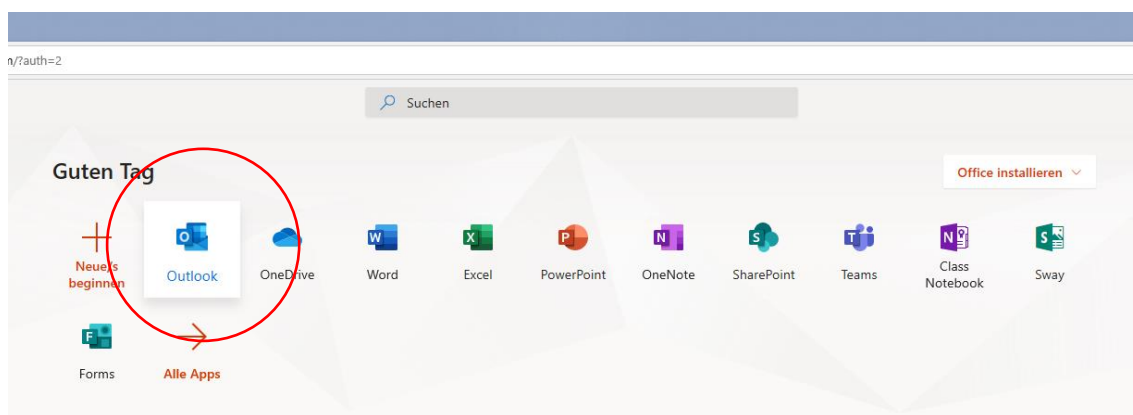 n/?auth=2
Suchen
Guten Tag
Office installieren
Neue/s
beginnen
Outlook
OneDrive
Word
Excel
PowerPoint
OneNote
SharePoint
Teams
Class
Notebook
Sway
Forms
Alle Apps